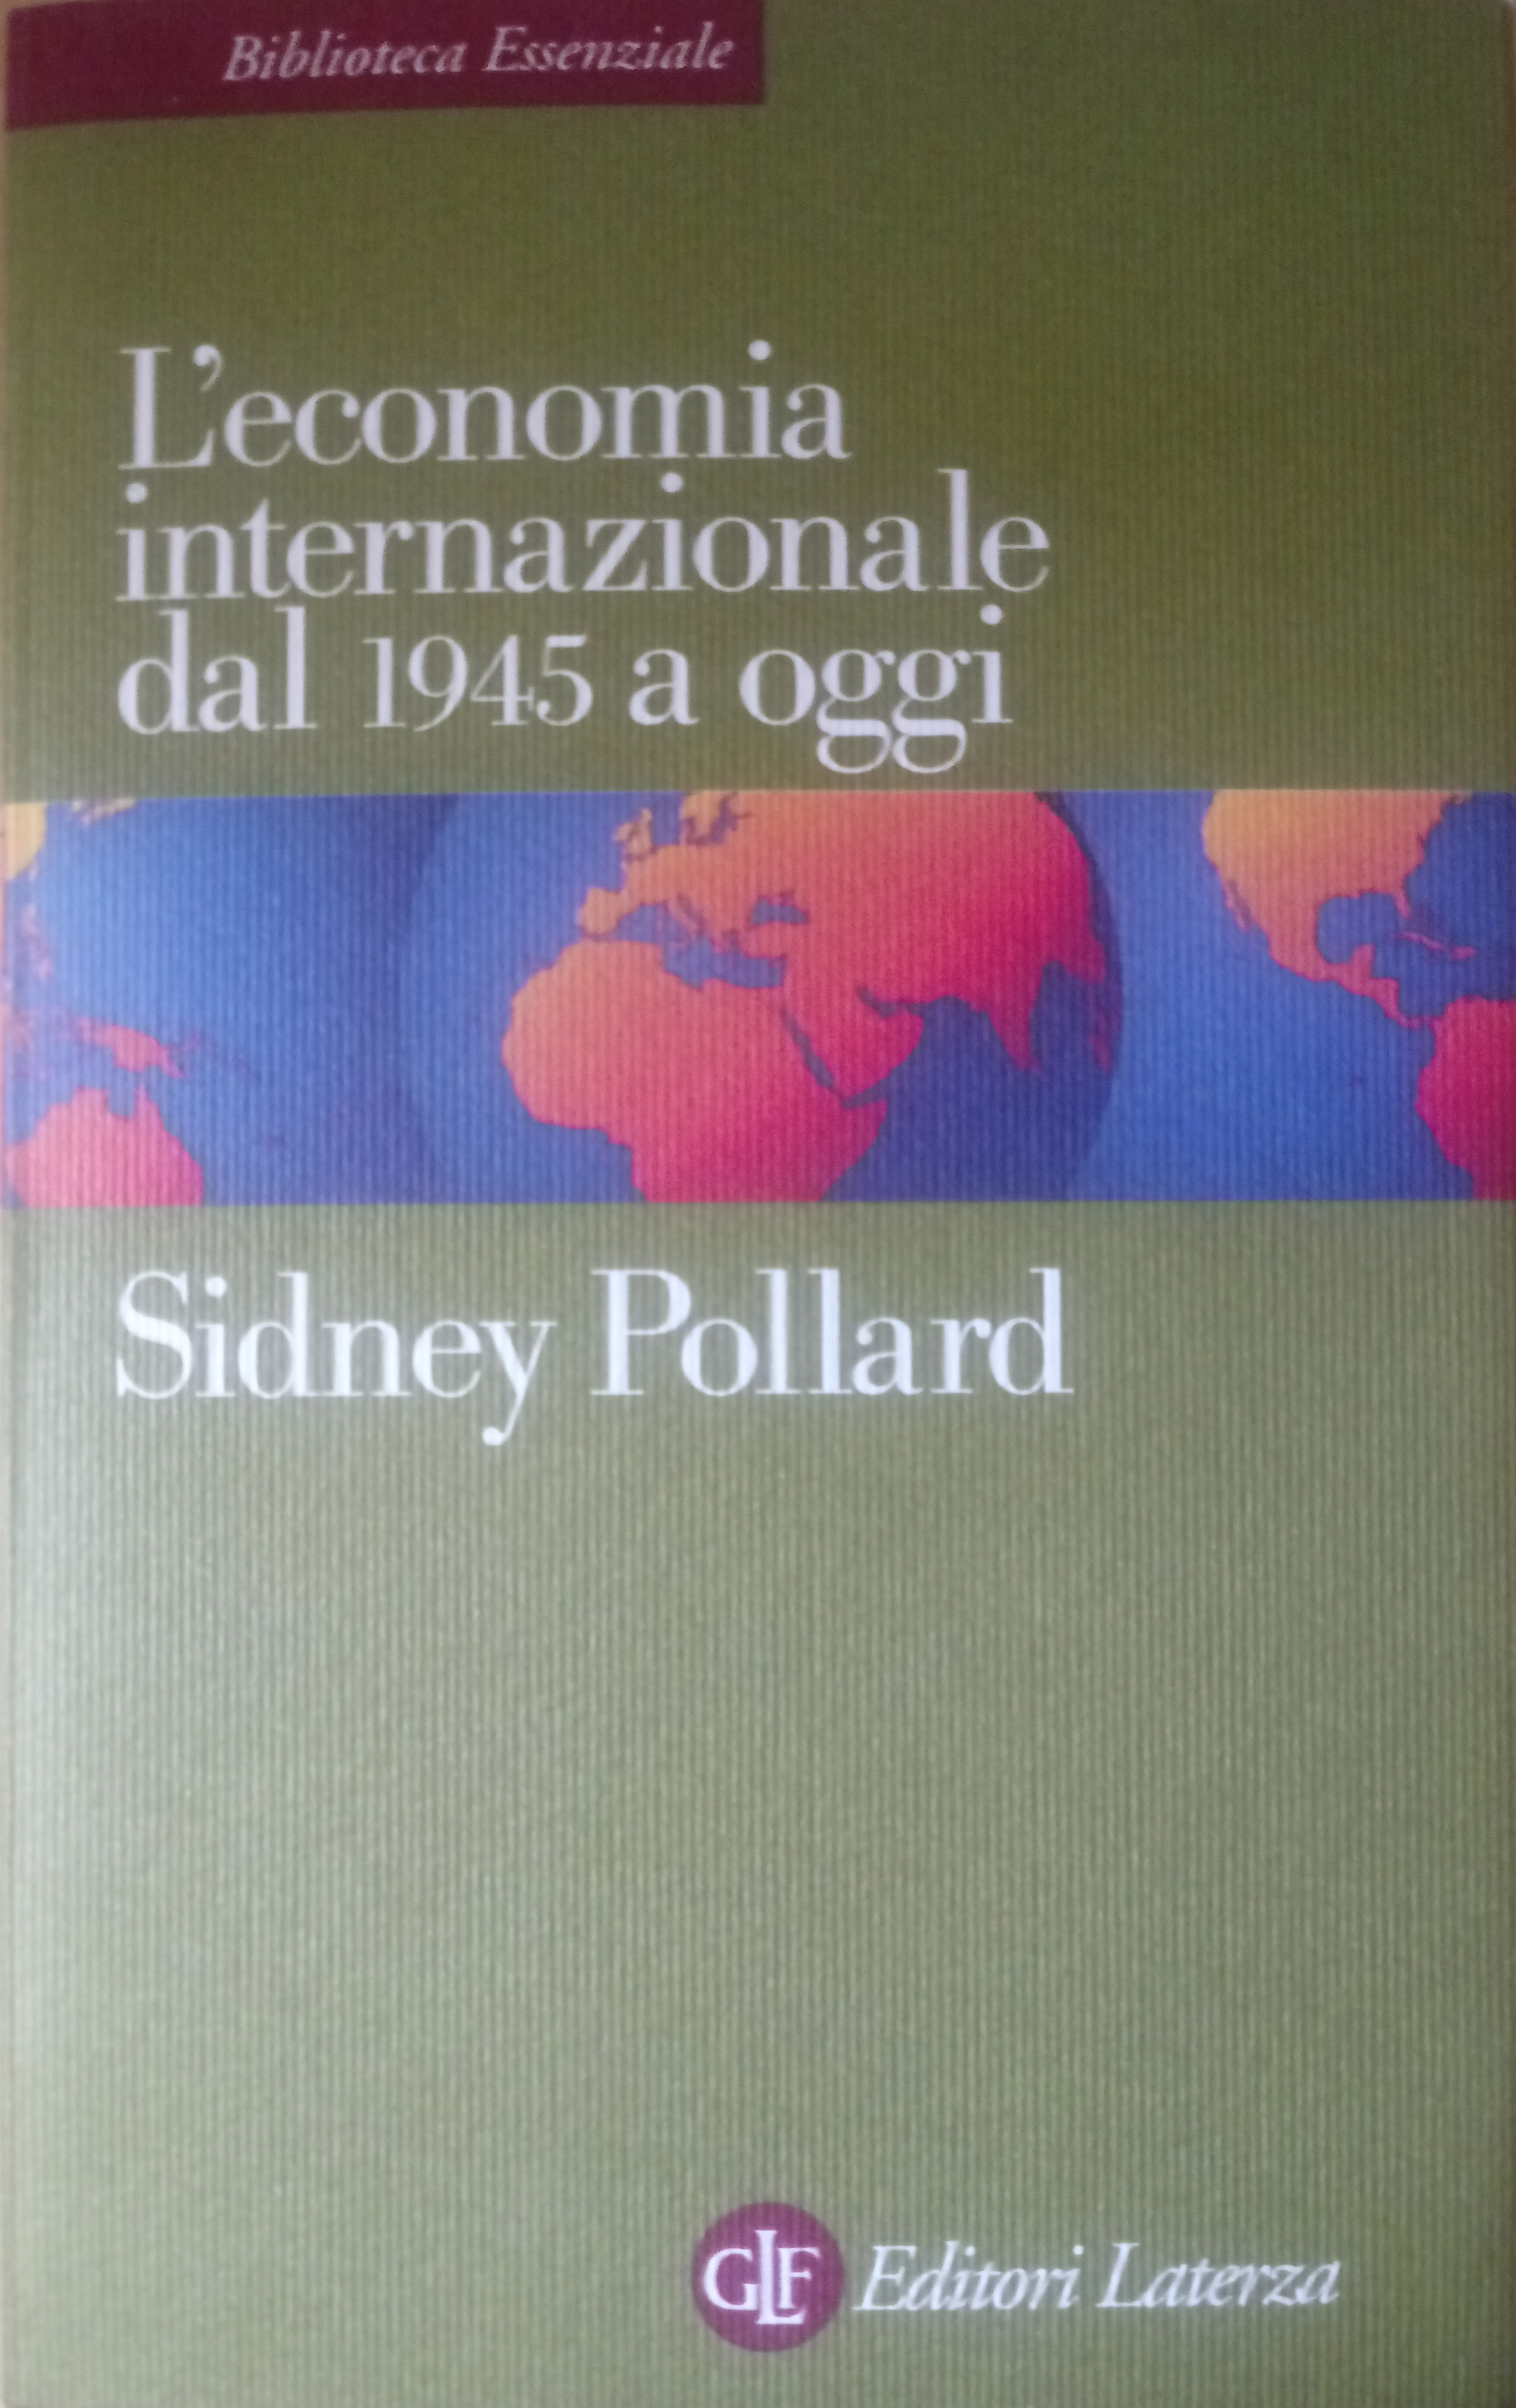 Biblioteca Essenziale
L'economia
internazionale
dal 1945 a oggi
Sidney Pollard
GLF Editori Laterza